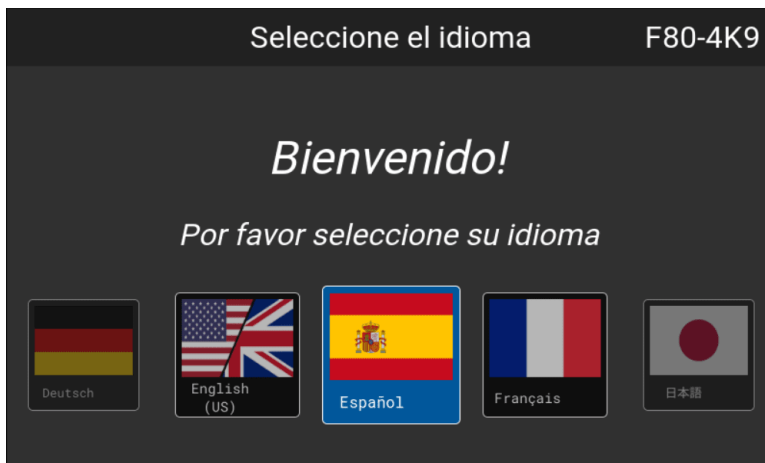 Seleccione el idioma F80-4K9
Bienvenido!
Por favor seleccione su idioma
Deutsch
English
(US)
Español
Français
日本語